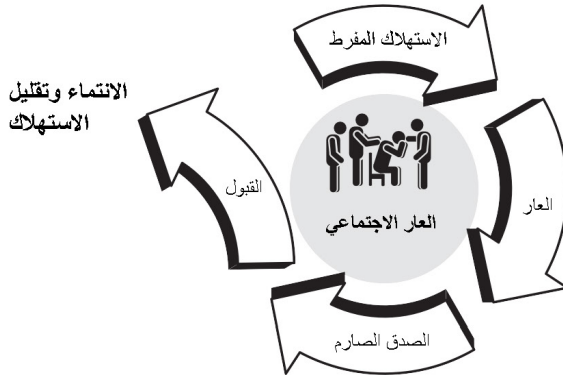 الاستهلاك المفرط
الانتماء وتقليل
الاستهلاك
القبول
العار الاجتماعي
العار
الصدق الصارم